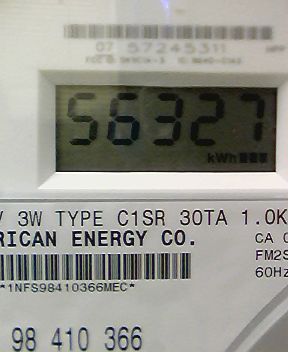 07 57245311
56327
kWh
V 3W TYPE C1SR 30TA 1.0K
RICAN ENERGY CO.
CA
FM2S
60Hz
*1NFS98410366MEC*
98 410 366